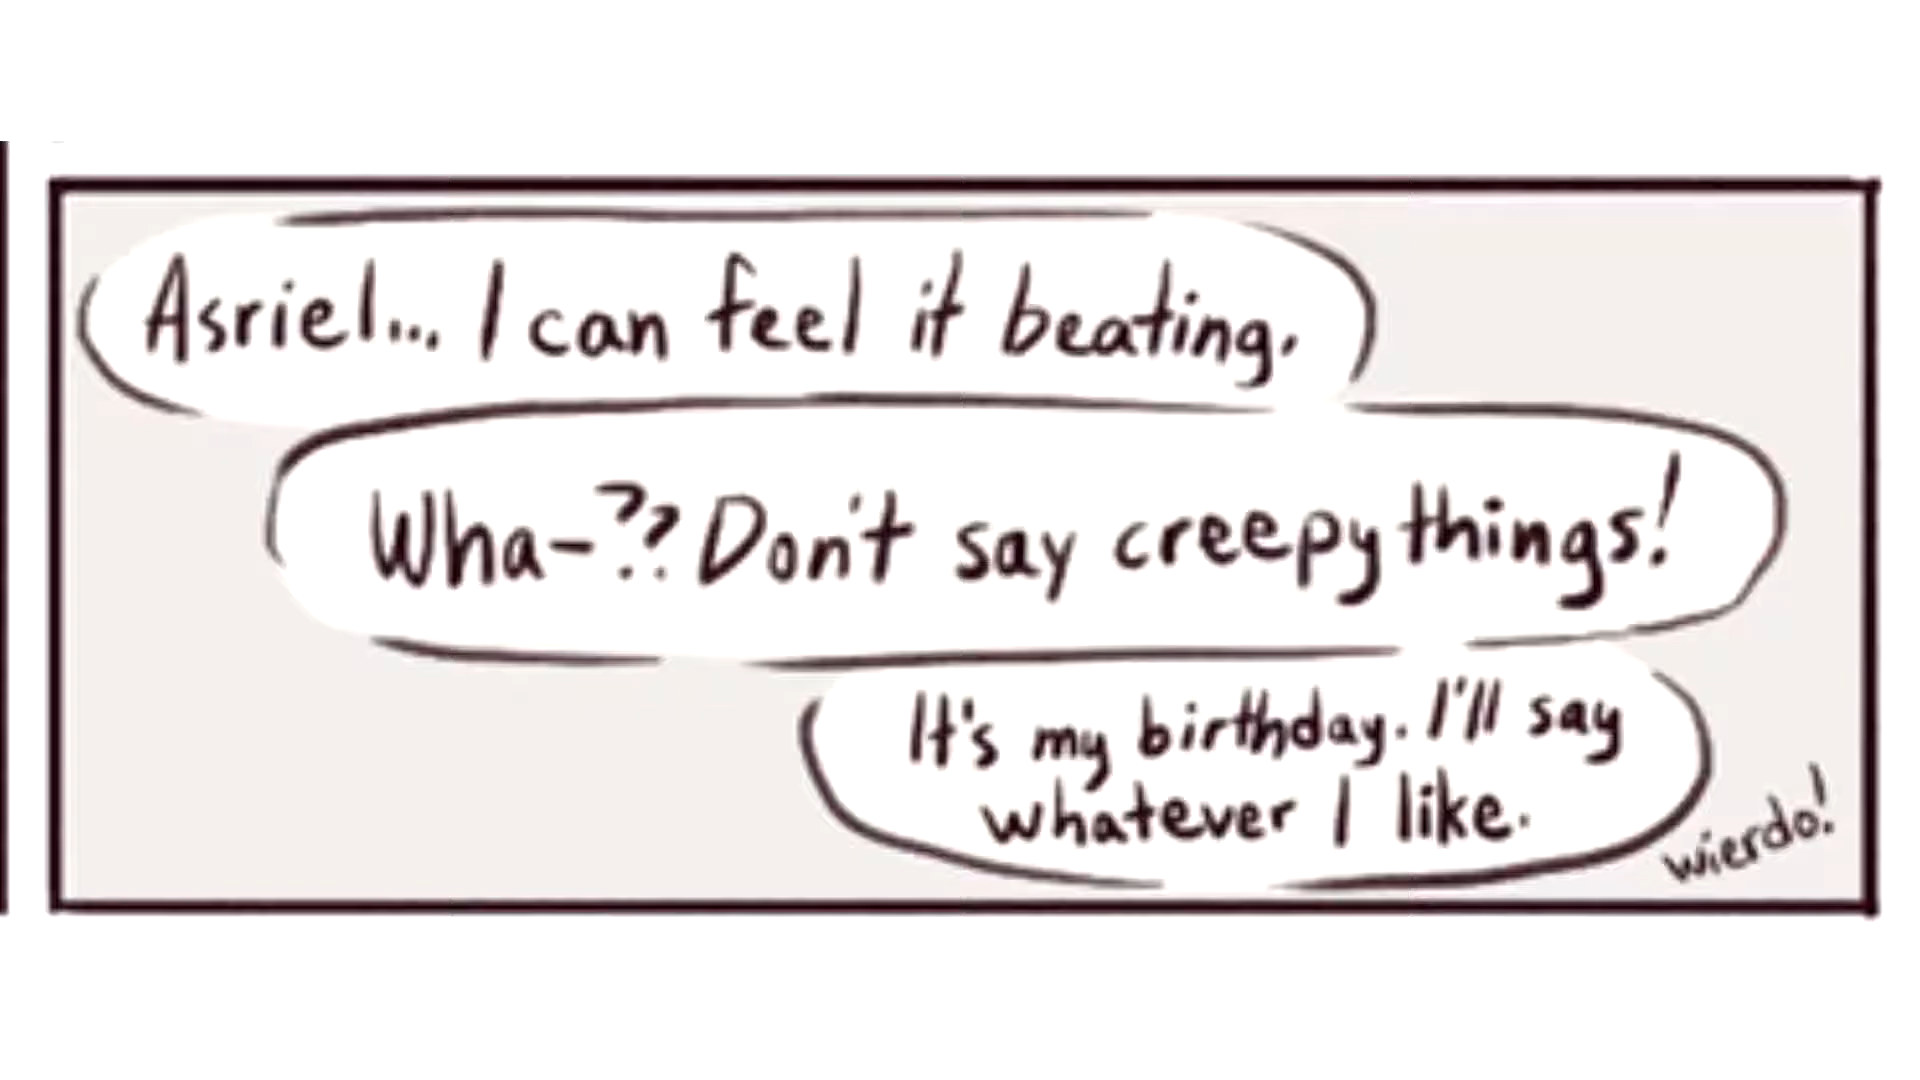 Asriel... I can feel it beating.
Wha-?? Don't say creepy things!
It's my birthday. I'll say
whatever I like.
wierdo!